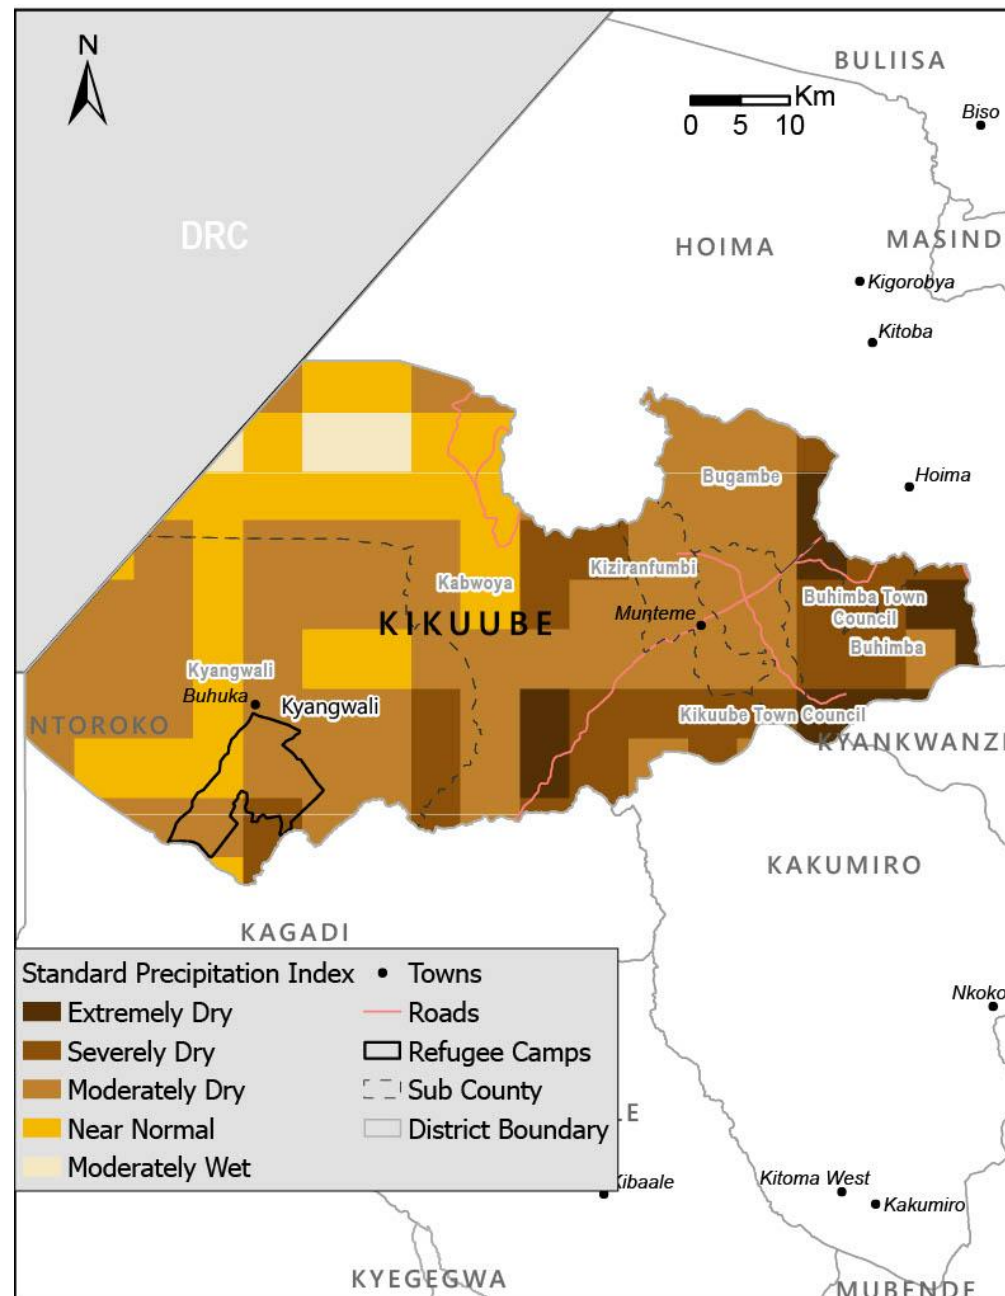 N
BULIISA
Km
0 5 10
Biso
DRC
HOIMA
MASIND
Kigorobya
Kitoba
Bugambe
Hoima
Kabwoya
Kiziranfumbi
Buhimba Town
Council
KIKUUBE
Munteme
Buhimba
Kyangwali
Buhuka
Kyangwali
NTOROKO
Kikuube Town Council
KYANKWANZI
KAKUMIRO
KAGADI
Standard Precipitation Index
Extremely Dry
Severely Dry
Moderately Dry
Near Normal
Moderately Wet
Towns
Roads
Refugee Camps
Sub County
District Boundary
Nkoko
LE
Kibaale
Kitoma West
Kakumiro
KYEGEGWA
MUBENDE